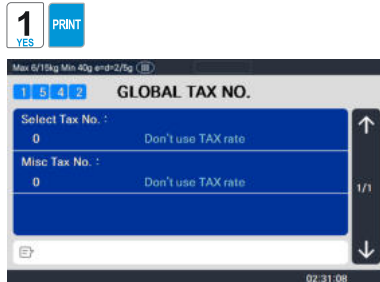 1
YES
PRINT
Max 6/15kg Min 40g e=d=2/5g (III)
1 5 4 2 GLOBAL TAX NO.
Select Tax No. :
0 Don't use TAX rate
Misc Tax No. :
0 Don't use TAX rate
1/1
02:31:08